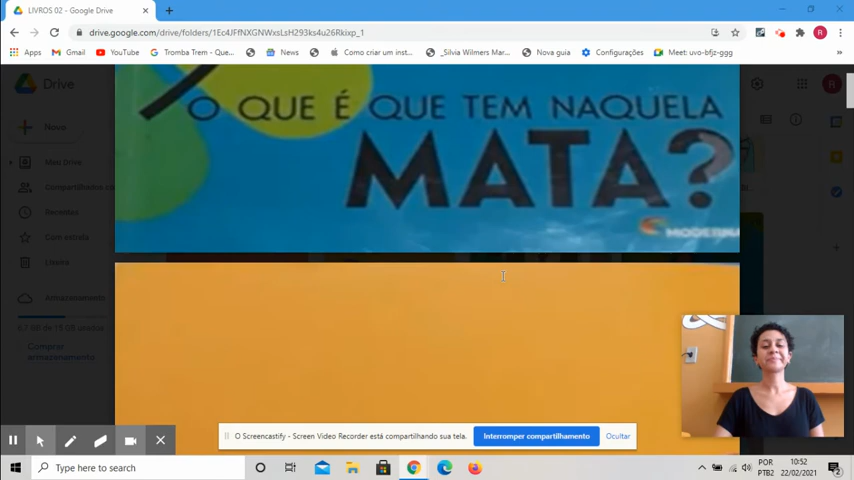 LIVROS 02 - Google Drive
drive.google.com/drive/folders/1Ec4JFfNXGNWxsLsH293ks4u26Rkixp_1
Apps
Gmail
YouTube
Tromba Trem - Que...
News
Como criar um inst...
_Silvia Wilmers Mar...
Nova guia
Configurações
Meet: uvo-bfjz-ggg
R
Drive
R
Novo
Meu Drive
Compartilhados c
Recentes
Com estrela
Lixeira
Armazenamento
Comprar
armazenamento
O QUE É QUE TEM NAQUELA
MATA?
MODERNA
O Screencastify - Screen Video Recorder está compartilhando sua tela.
Interromper compartilhamento
Ocultar
Type here to search
POR
PTB2
10:52
22/02/2021
2